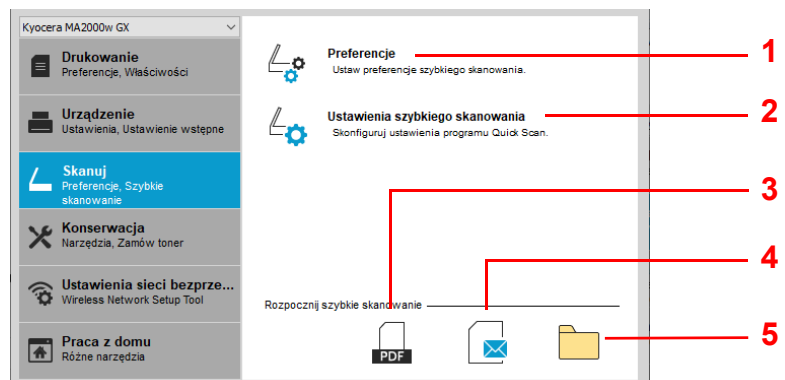 Kyocera MA2000w GX
Drukowanie
Preferencje, Właściwości
Urządzenie
Ustawienia, Ustawienie wstępne
Skanuj
Preferencje, Szybkie
skanowanie
Konserwacja
Narzędzia, Zamów toner
Ustawienia sieci bezprze...
Wireless Network Setup Tool
Praca z domu
Różne narzędzia
Preferencje
Ustaw preferencje szybkiego skanowania.
1
Ustawienia szybkiego skanowania
Skonfiguruj ustawienia programu Quick Scan.
2
3
4
Rozpocznij szybkie skanowanie
PDF
5